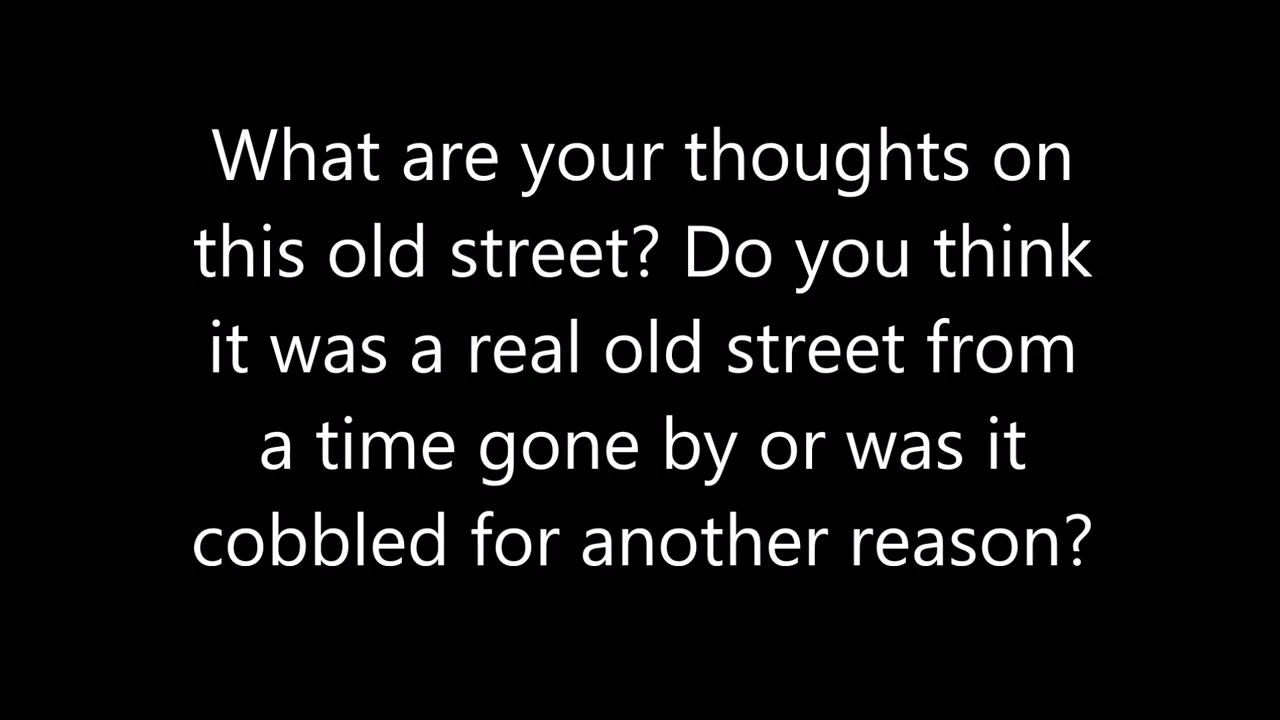 What are your thoughts on
this old street? Do you think
it was a real old street from
a time gone by or was it
cobbled for another reason?